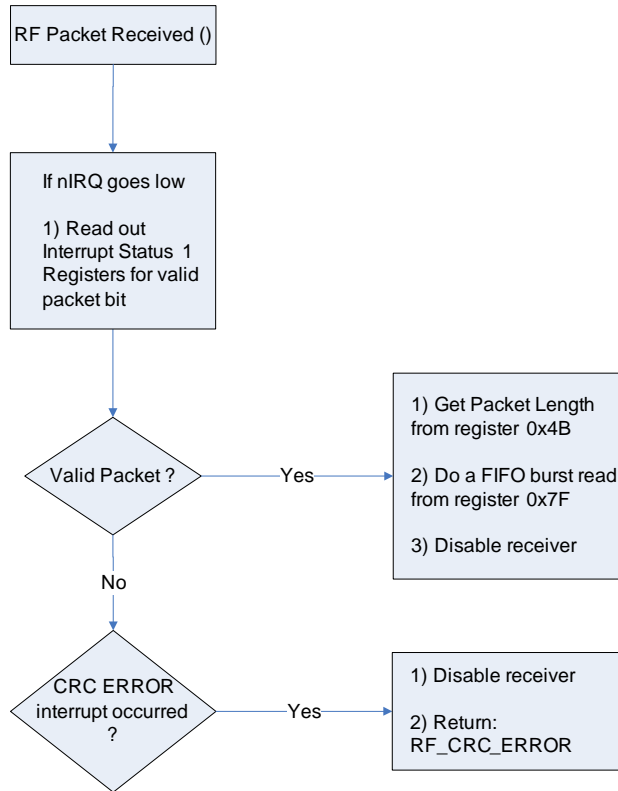 RF Packet Received ()
If nIRQ goes low
1) Read out
Interrupt Status 1
Registers for valid
packet bit
Valid Packet ?
Yes
1) Get Packet Length
from register 0x4B
2) Do a FIFO burst read
from register 0x7F
3) Disable receiver
No
CRC ERROR
interrupt occurred
?
Yes
1) Disable receiver
2) Return:
RF_CRC_ERROR